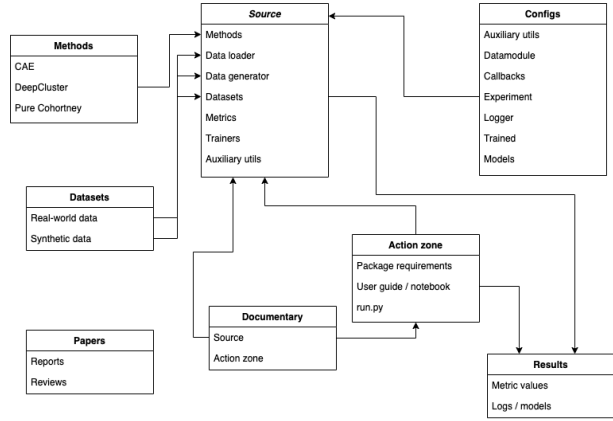 Source
Methods
Data loader
Data generator
Datasets
Metrics
Trainers
Auxiliary utils
Configs
Auxiliary utils
Datamodule
Callbacks
Experiment
Logger
Trained
Models
Methods
CAE
DeepCluster
Pure Cohortney
Datasets
Real-world data
Synthetic data
Action zone
Package requirements
User guide / notebook
run.py
Documentary
Source
Action zone
Papers
Reports
Reviews
Results
Metric values
Logs / models